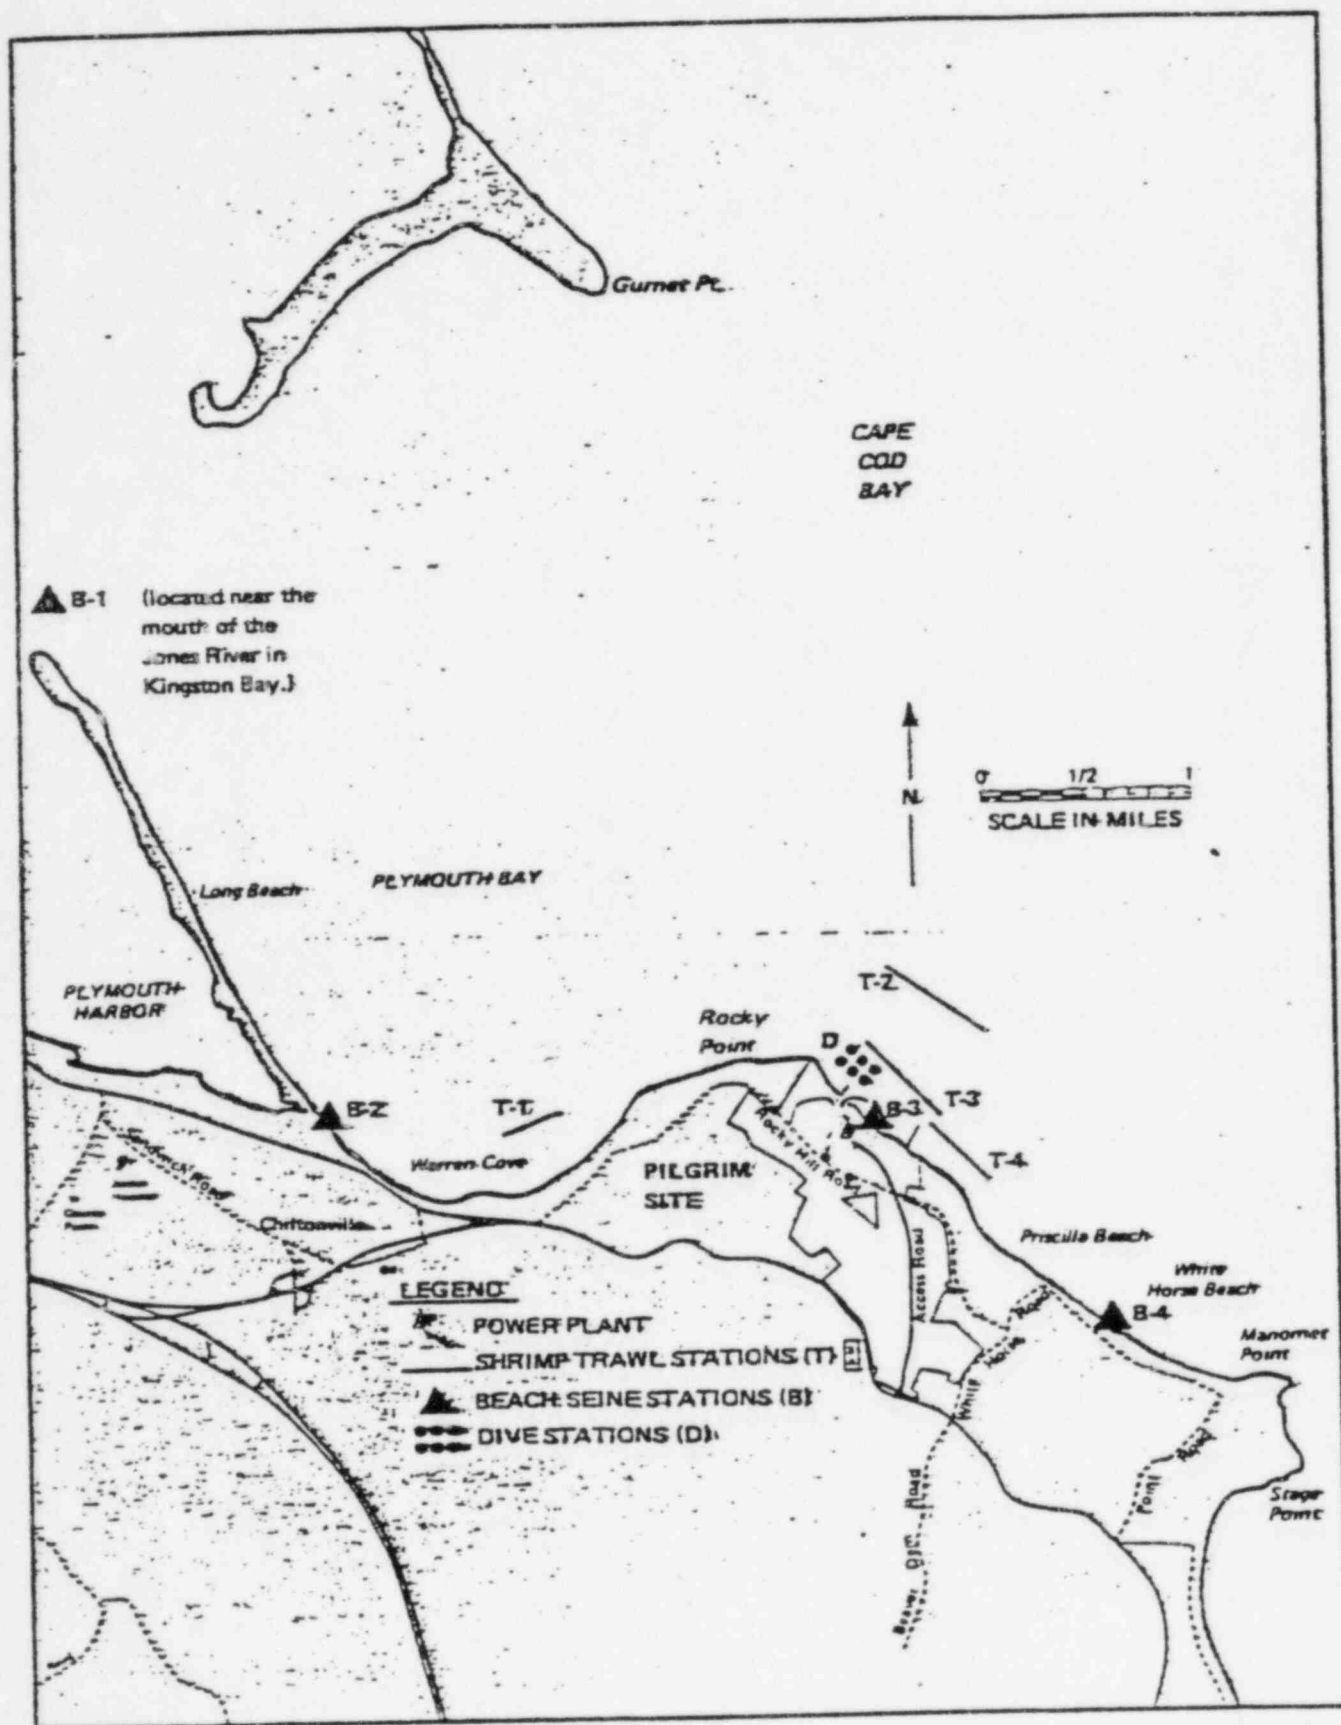 Gurnet Pt.
CAPE
COD
BAY
B-1 (located near the
mouth of the
Jones River in
Kingston Bay.)
N
0 1/2 1
SCALE IN MILES
Long Beach
PLYMOUTH BAY
PLYMOUTH
HARBOR
T-2
Rocky
Point
D
B-2
T-1
B-3
T-3
T-4
Warren Cove
Rocky Hill Road
PILGRIM
SITE
Road
Chiltonville
Access Road
Priscilla Beach
White
Horse Beach
B-4
Manomet
Point
White Horse Road
LEGEND
POWER PLANT
SHRIMP TRAWL STATIONS (T)
BEACH SEINE STATIONS (B)
DIVE STATIONS (D)
Point Road
Stage
Point
Beaver Dam Road